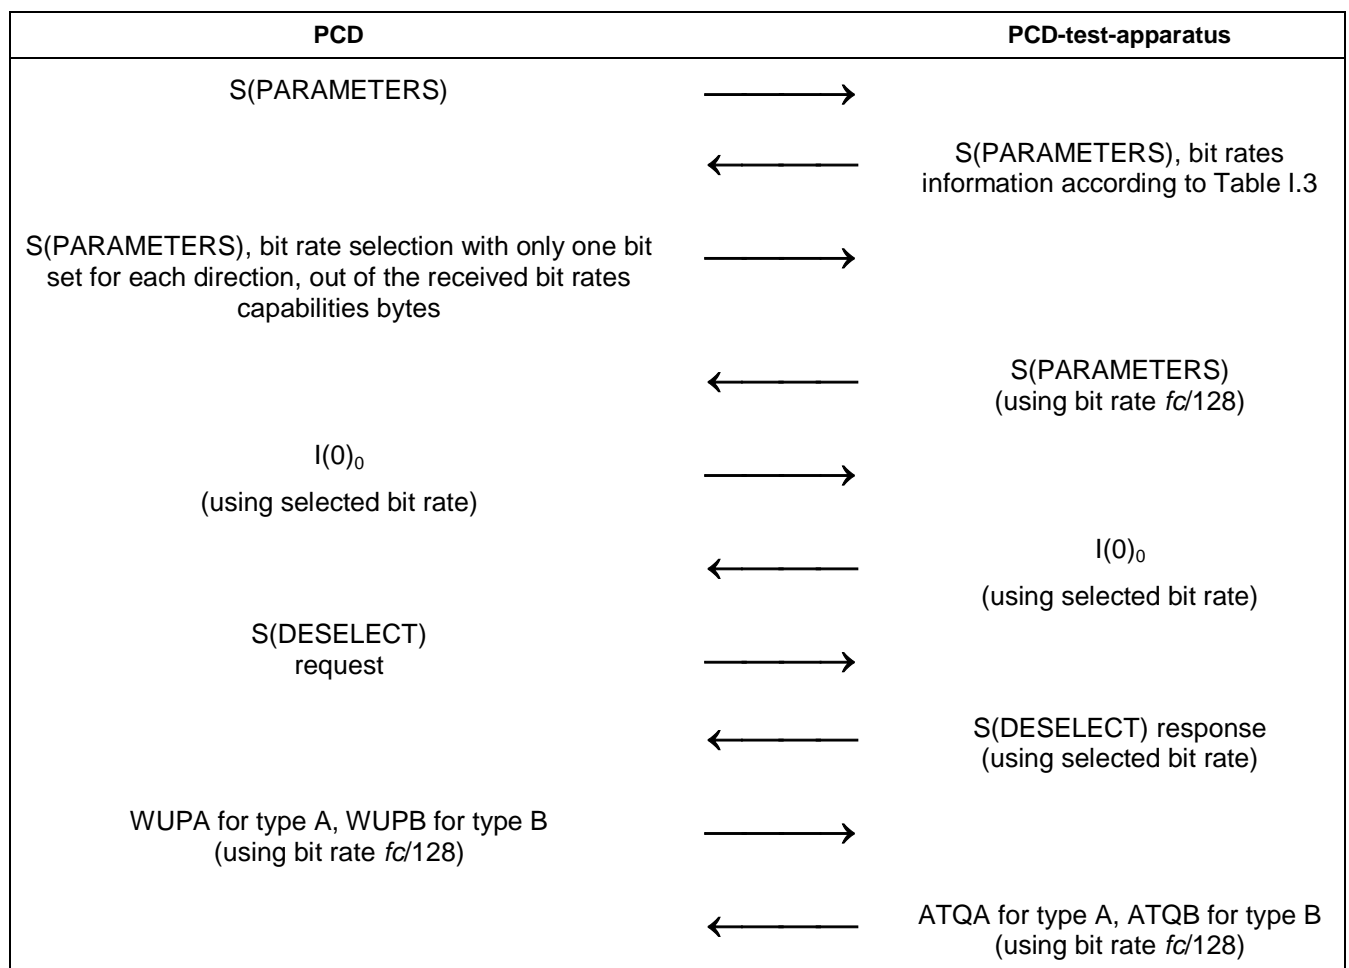 PCD
PCD-test-apparatus
S(PARAMETERS)
S(PARAMETERS), bit rates
information according to Table I.3
S(PARAMETERS), bit rate selection with only one bit
set for each direction, out of the received bit rates
capabilities bytes
S(PARAMETERS)
(using bit rate fc/128)
I(0)₀
(using selected bit rate)
I(0)₀
(using selected bit rate)
S(DESELECT)
request
S(DESELECT) response
(using selected bit rate)
WUPA for type A, WUPB for type B
(using bit rate fc/128)
ATQA for type A, ATQB for type B
(using bit rate fc/128)